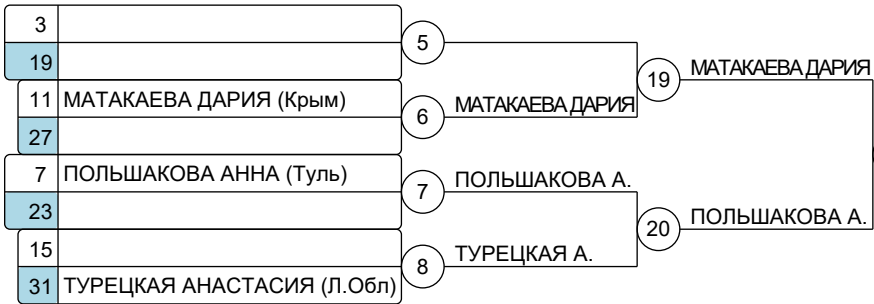 3
19
5
11 МАТАКАЕВА ДАРИЯ (Крым)
27
6
МАТАКАЕВА ДАРИЯ
19
МАТАКАЕВА ДАРИЯ
7 ПОЛЬШАКОВА АННА (Туль)
23
7
ПОЛЬШАКОВА А.
15
31 ТУРЕЦКАЯ АНАСТАСИЯ (Л.Обл)
8
ТУРЕЦКАЯ А.
20
ПОЛЬШАКОВА А.